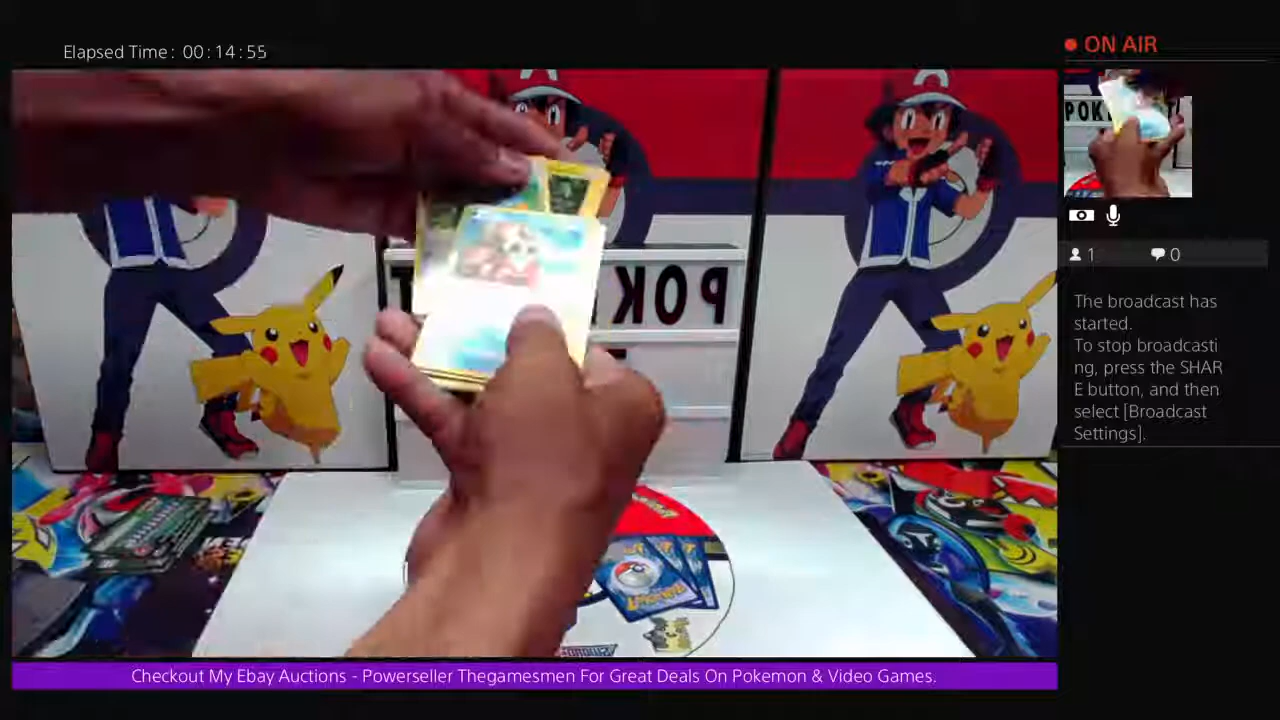 Elapsed Time: 00:14:55
ON AIR
POK
POK
1
0
The broadcast has
started.
To stop broadcasti
ng, press the SHAR
E button, and then
select [Broadcast
Settings].
Checkout My Ebay Auctions - Powerseller Thegamesmen For Great Deals On Pokemon & Video Games.